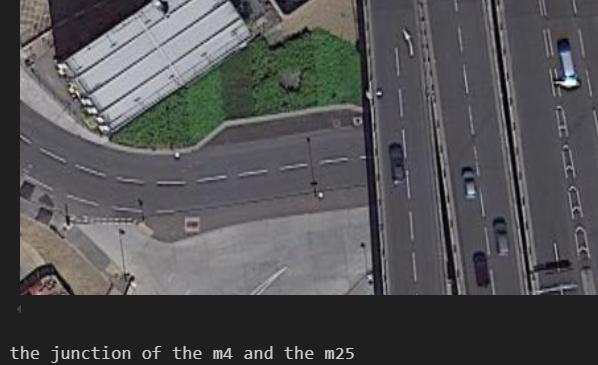 the junction of the m4 and the m25